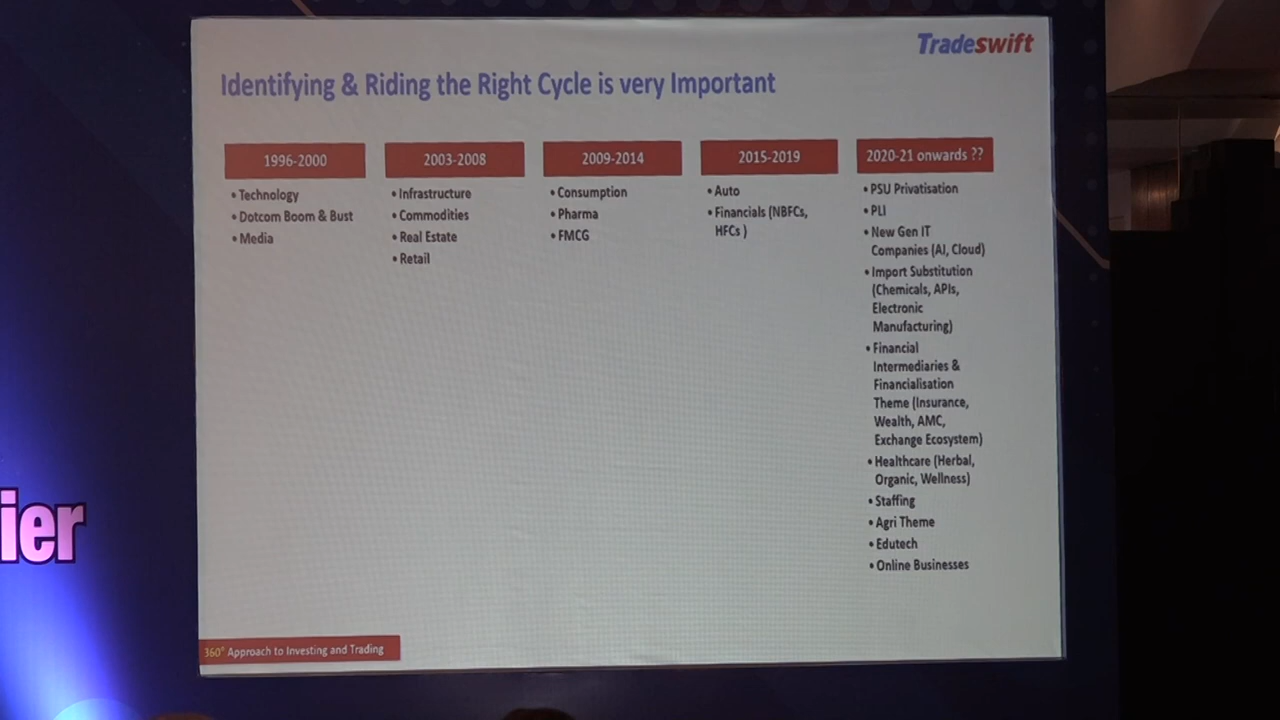 Tradeswift
Identifying & Riding the Right Cycle is very Important
1996-2000
• Technology
• Dotcom Boom & Bust
• Media
2003-2008
• Infrastructure
• Commodities
• Real Estate
• Retail
2009-2014
• Consumption
• Pharma
• FMCG
2015-2019
• Auto
• Financials (NBFCs,
HFCs )
2020-21 onwards ??
• PSU Privatisation
• PLI
• New Gen IT
Companies (AI, Cloud)
• Import Substitution
(Chemicals, APIs,
Electronic
Manufacturing)
• Financial
Intermediaries &
Financialisation
Theme (Insurance,
Wealth, AMC,
Exchange Ecosystem)
• Healthcare (Herbal,
Organic, Wellness)
• Staffing
• Agri Theme
• Edutech
• Online Businesses
ier
360° Approach to Investing and Trading